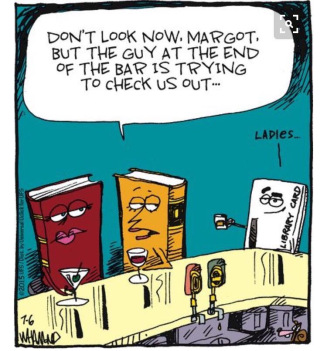 DON'T LOOK NOW, MARGOT,
BUT THE GUY AT THE END
OF THE BAR IS TRYING
TO CHECK US OUT...
LADIES...
LIBRARY CARD
7-6